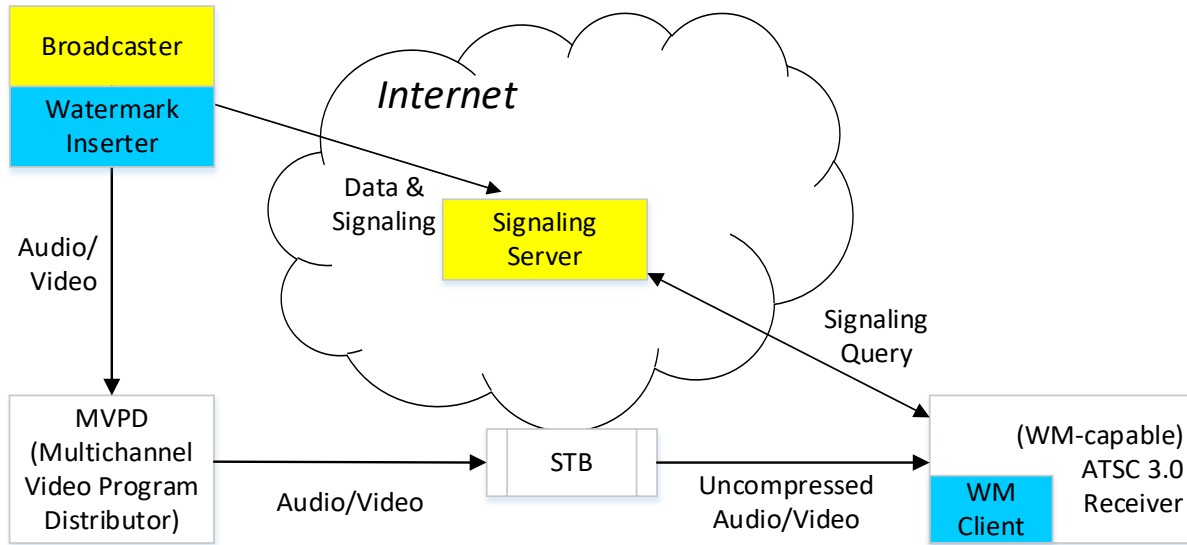 Broadcaster
Watermark
Inserter
Internet
Data &
Signaling
Signaling
Server
Audio/
Video
Signaling
Query
MVPD
(Multichannel
Video Program
Distributor)
Audio/Video
STB
Uncompressed
Audio/Video
(WM-capable)
ATSC 3.0
Receiver
WM
Client